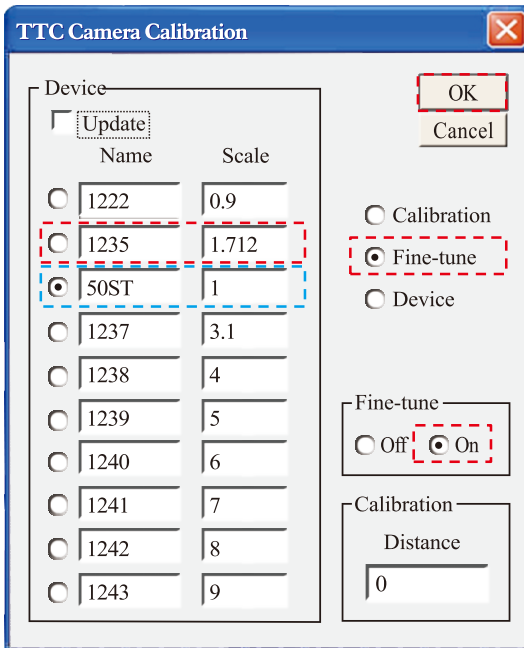 TTC Camera Calibration
Device
Update
Name Scale
1222 0.9
1235 1.712
50ST 1
1237 3.1
1238 4
1239 5
1240 6
1241 7
1242 8
1243 9
OK
Cancel
Calibration
Fine-tune
Device
Fine-tune
Off On
Calibration
Distance
0